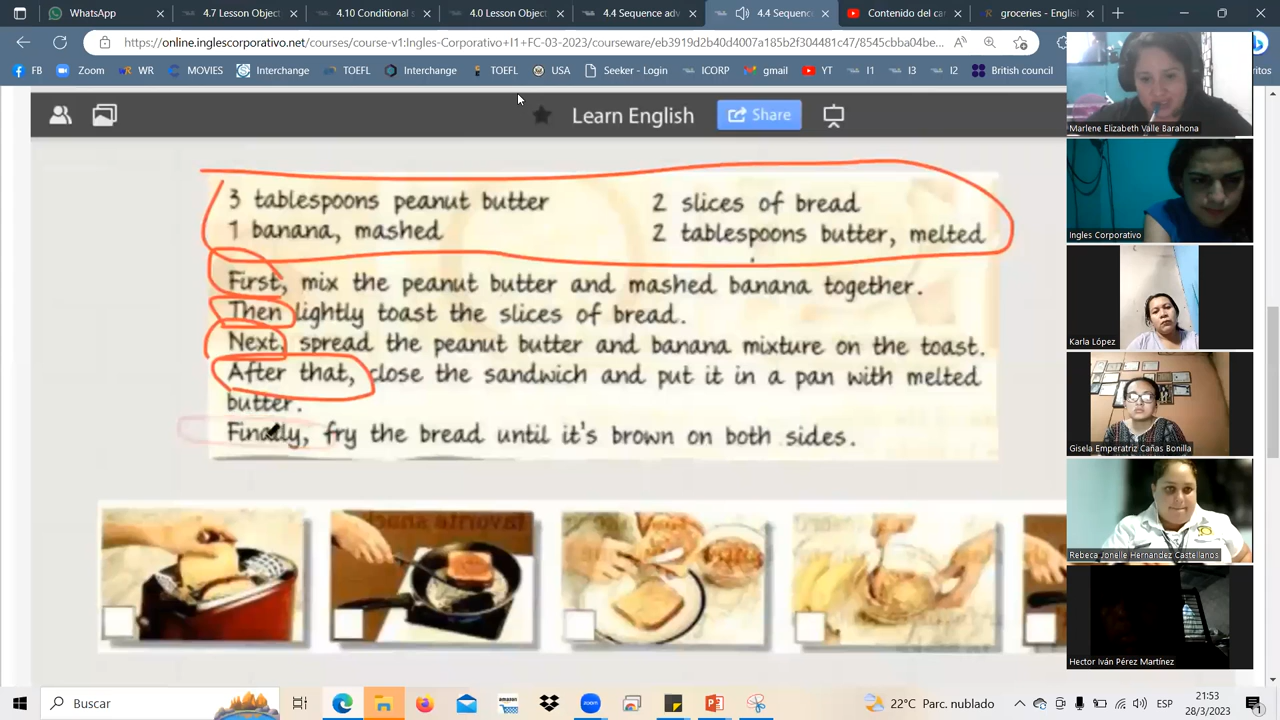 WhatsApp
4.7 Lesson Object
4.10 Conditional s
4.0 Lesson Object
4.4 Sequence adv
4.4 Sequence
Contenido del car
groceries - Englis
https://online.inglescorporativo.net/courses/course-v1:Ingles-Corporativo+I1+FC-03-2023/courseware/eb3919d2b40d4007a185b2f304481c47/8545cbba04be...
FB
Zoom
WR
MOVIES
Interchange
TOEFL
Interchange
TOEFL
NSA
Seeker - Login
ICORP
gmail
YT
I1
I3
I2
British council
Learn English
Share
3 tablespoons peanut butter 2 slices of bread
1 banana, mashed 2 tablespoons butter, melted
First, mix the peanut butter and mashed banana together.
Then lightly toast the slices of bread.
Next, spread the peanut butter and banana mixture on the toast.
After that, close the sandwich and put it in a pan with melted
butter.
Finally, fry the bread until it's brown on both sides.
Marlene Elizabeth Valle Barahona
Ingles Corporativo
Karla López
Gisela Emperatriz Cañas Bonilla
Rebeca Jonelle Hernandez Castellanos
Hector Iván Pérez Martínez
Buscar
22°C Parc. nublado
ESP
21:53
28/3/2023